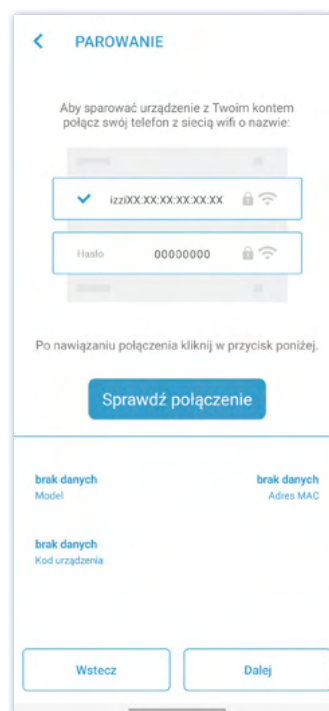 PAROWANIE
Aby sparować urządzenie z Twoim kontem
połącz swój telefon z siecią wifi o nazwie:
izziXX:XX:XX:XX:XX:XX
Hasło 00000000
Po nawiązaniu połączenia kliknij w przycisk poniżej.
Sprawdź połączenie
brak danych brak danych
Model Adres MAC
brak danych
Kod urządzenia
Wstecz Dalej